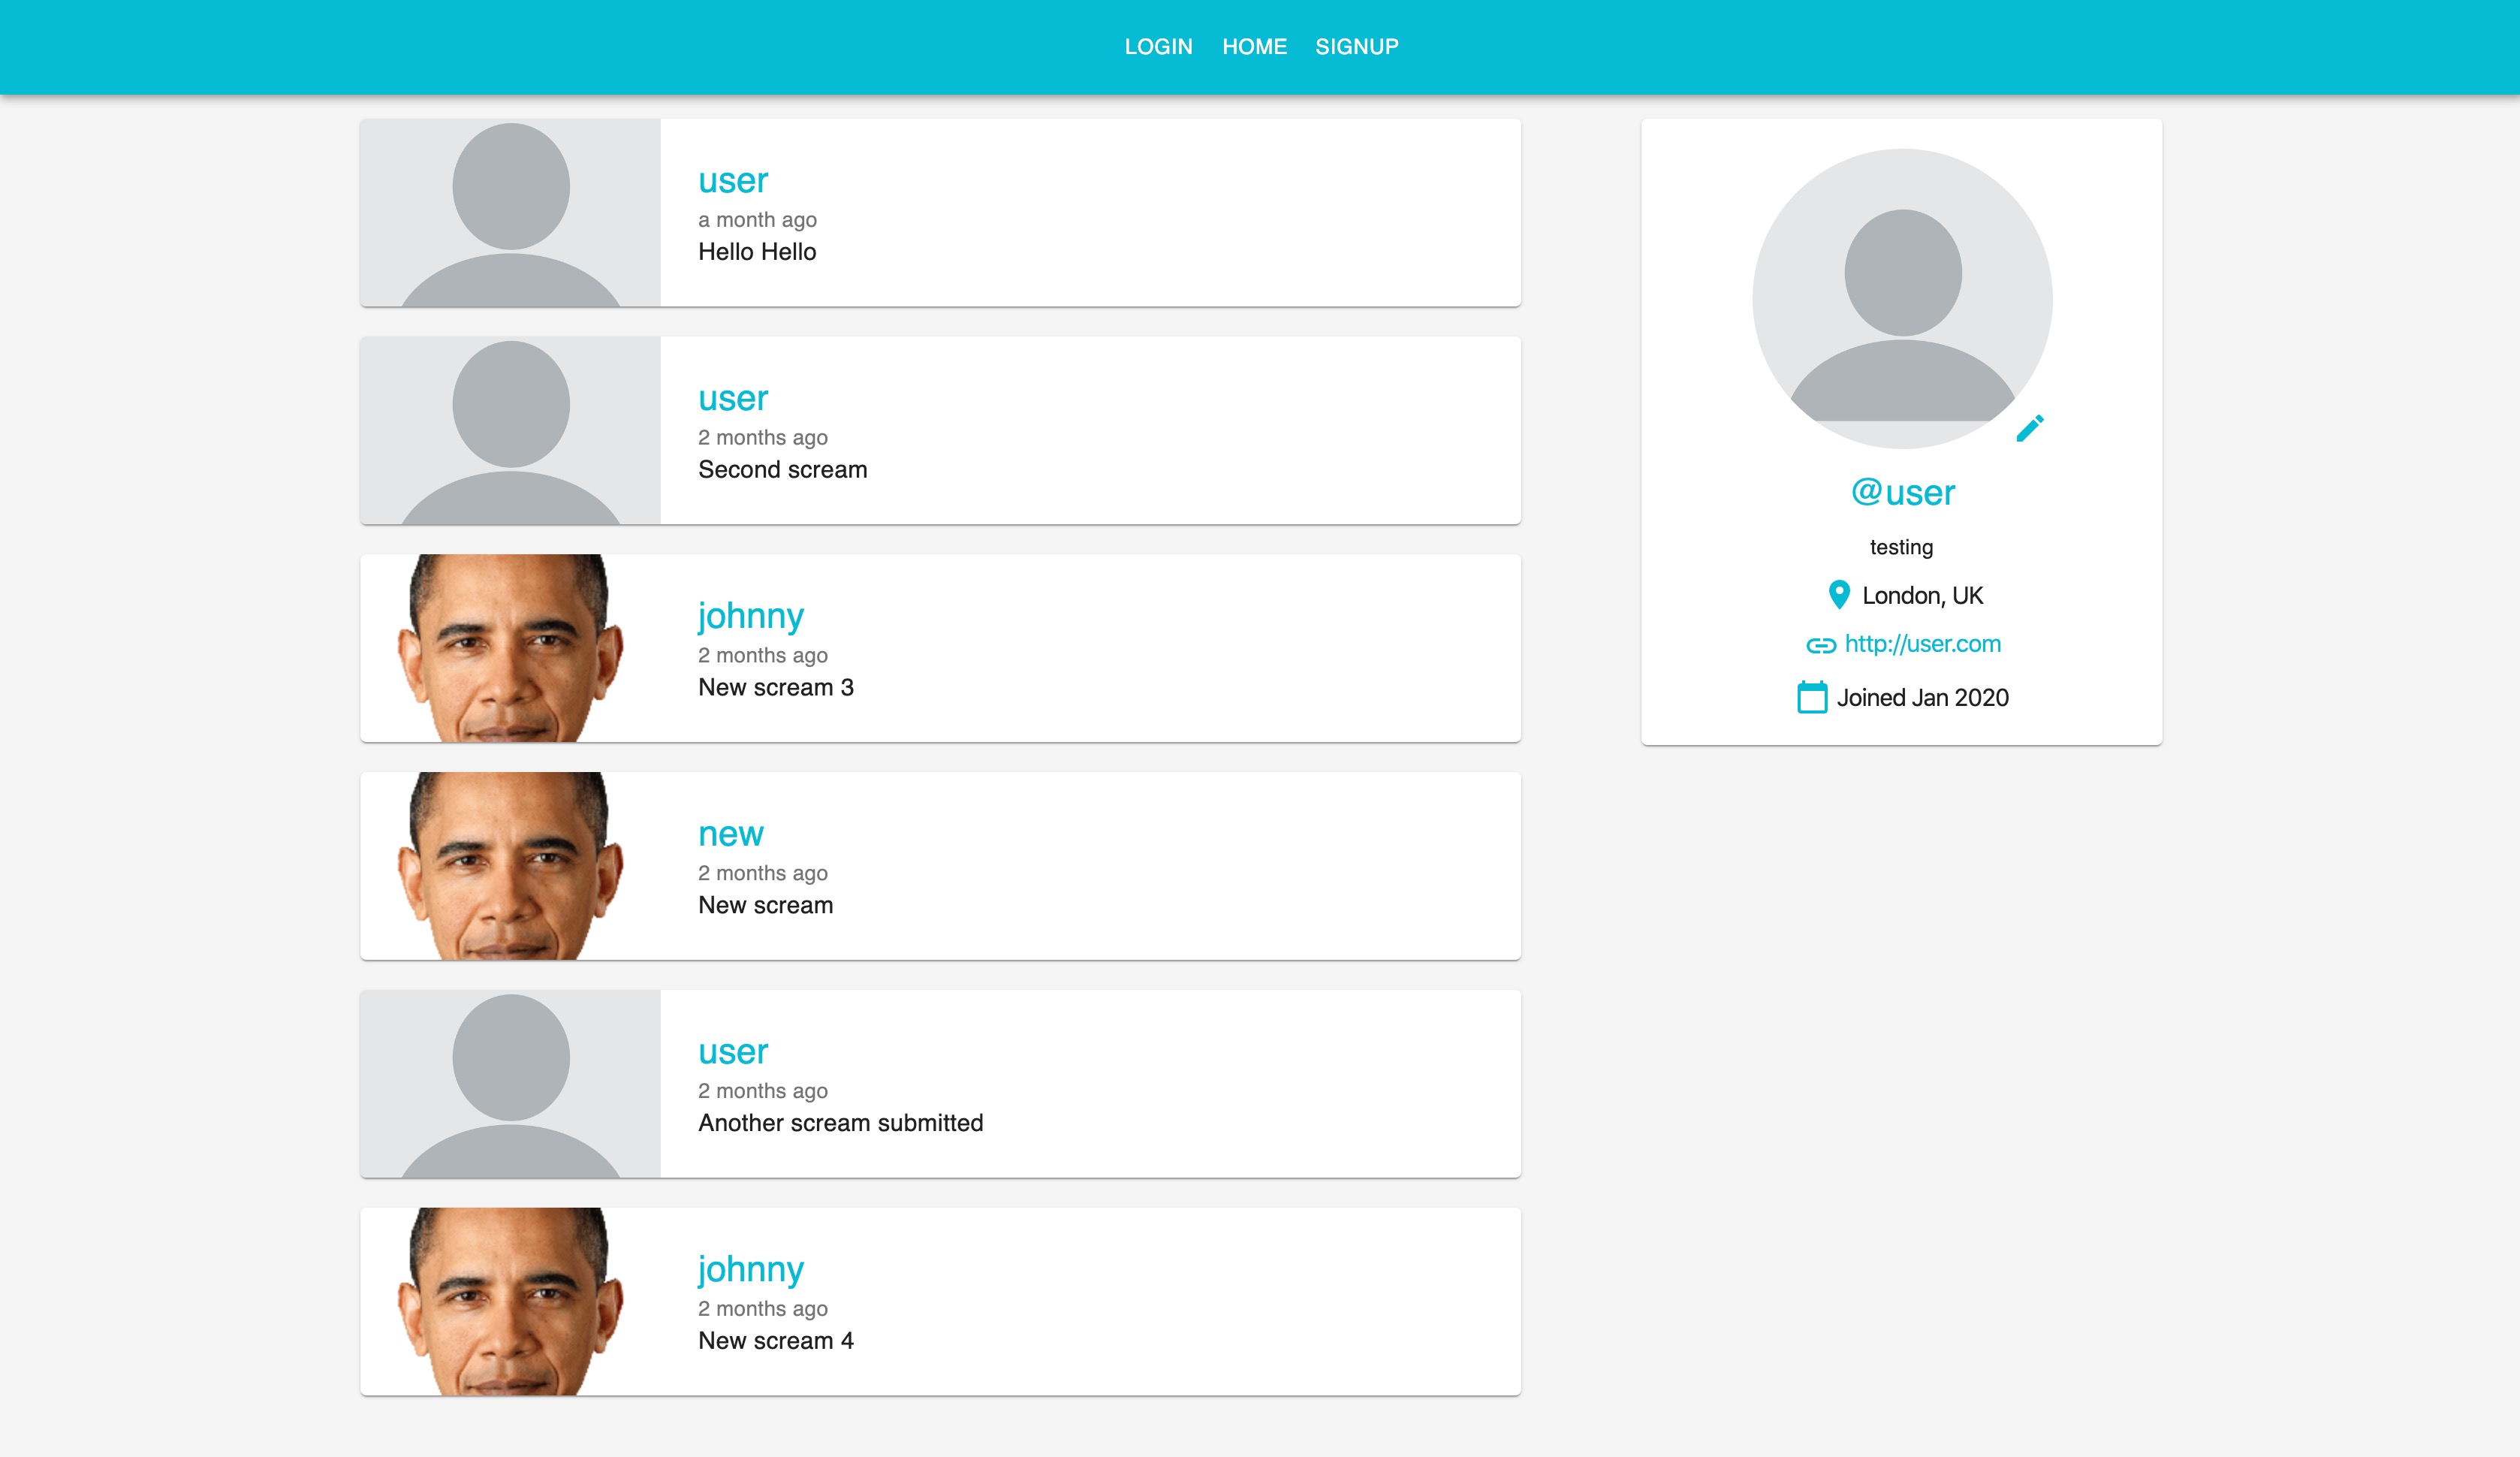 LOGIN HOME SIGNUP
user
a month ago
Hello Hello
user
2 months ago
Second scream
johnny
2 months ago
New scream 3
new
2 months ago
New scream
user
2 months ago
Another scream submitted
johnny
2 months ago
New scream 4
@user
testing
London, UK
http://user.com
Joined Jan 2020